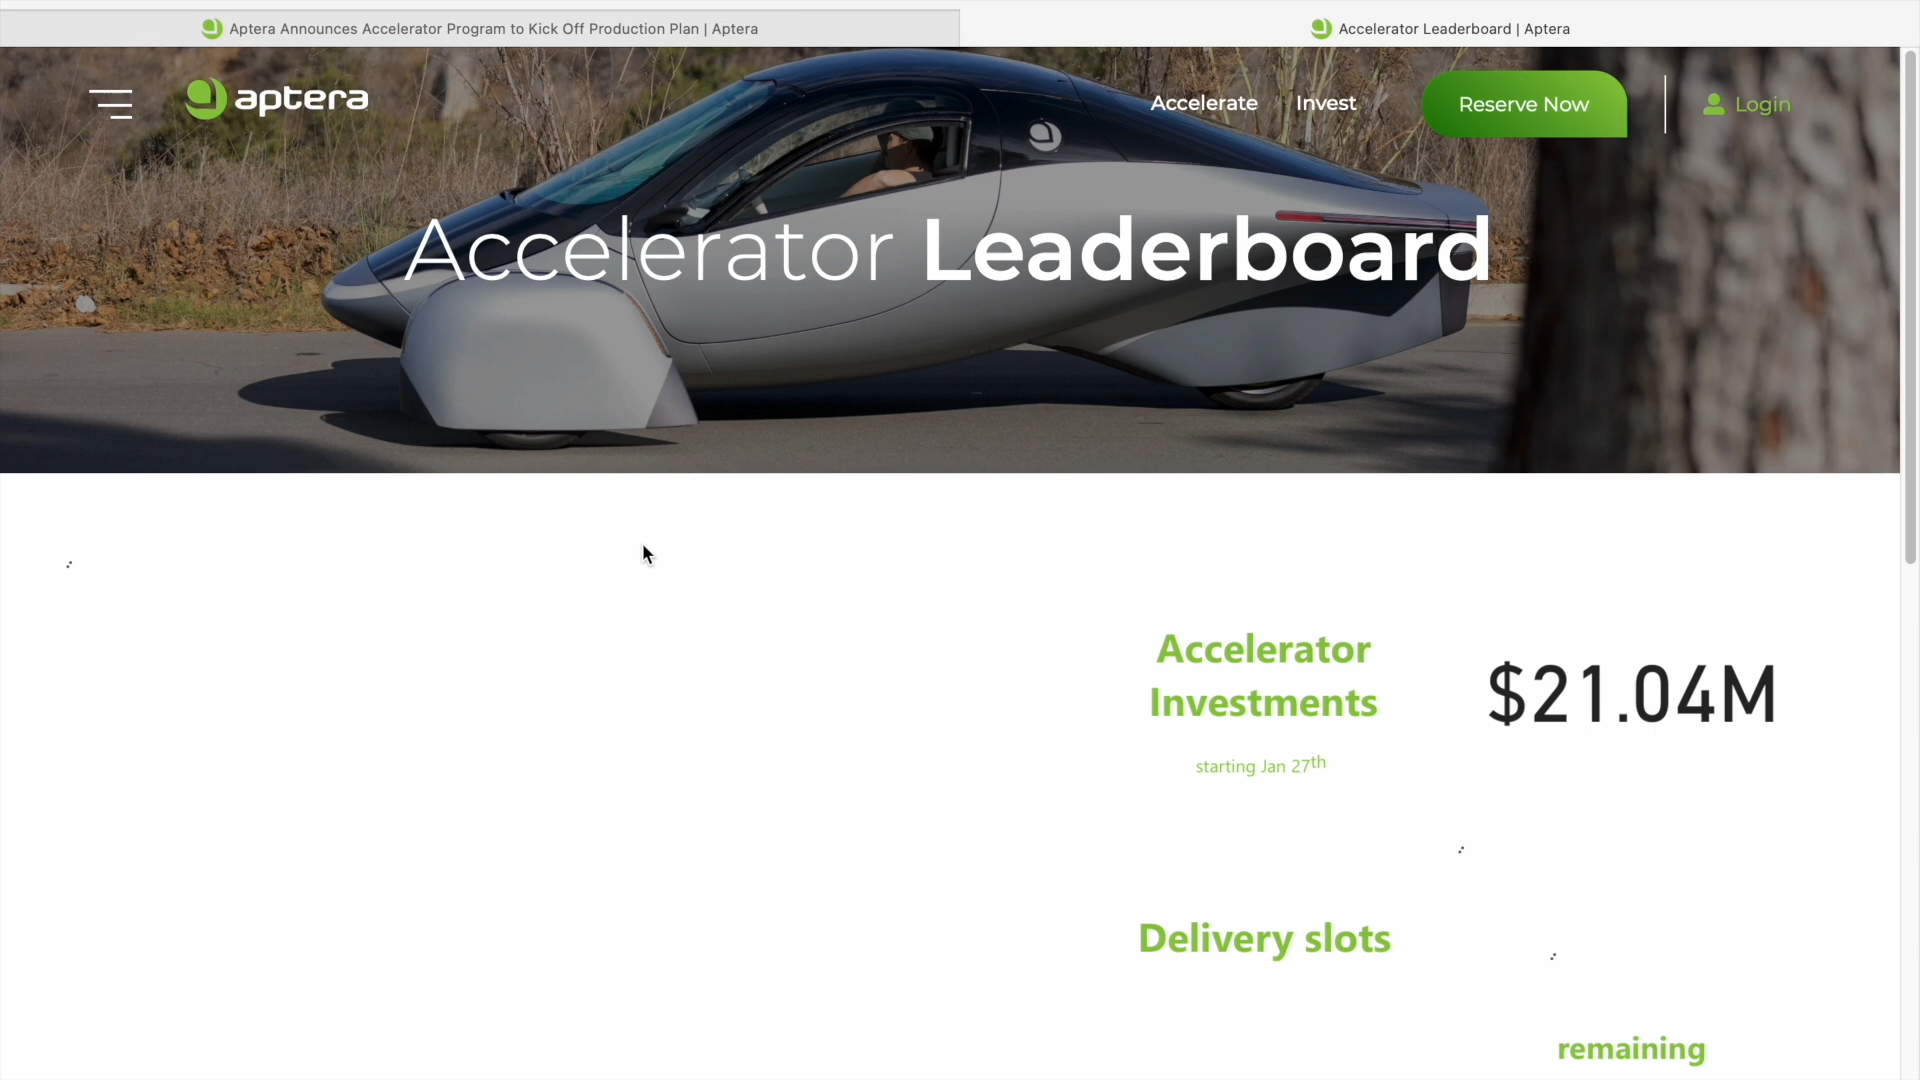 Aptera Announces Accelerator Program to Kick Off Production Plan | Aptera
Accelerator Leaderboard | Aptera
aptera
Accelerate
Invest
Reserve Now
Login
Accelerator Leaderboard
Accelerator
Investments
$21.04M
starting Jan 27th
Delivery slots
remaining